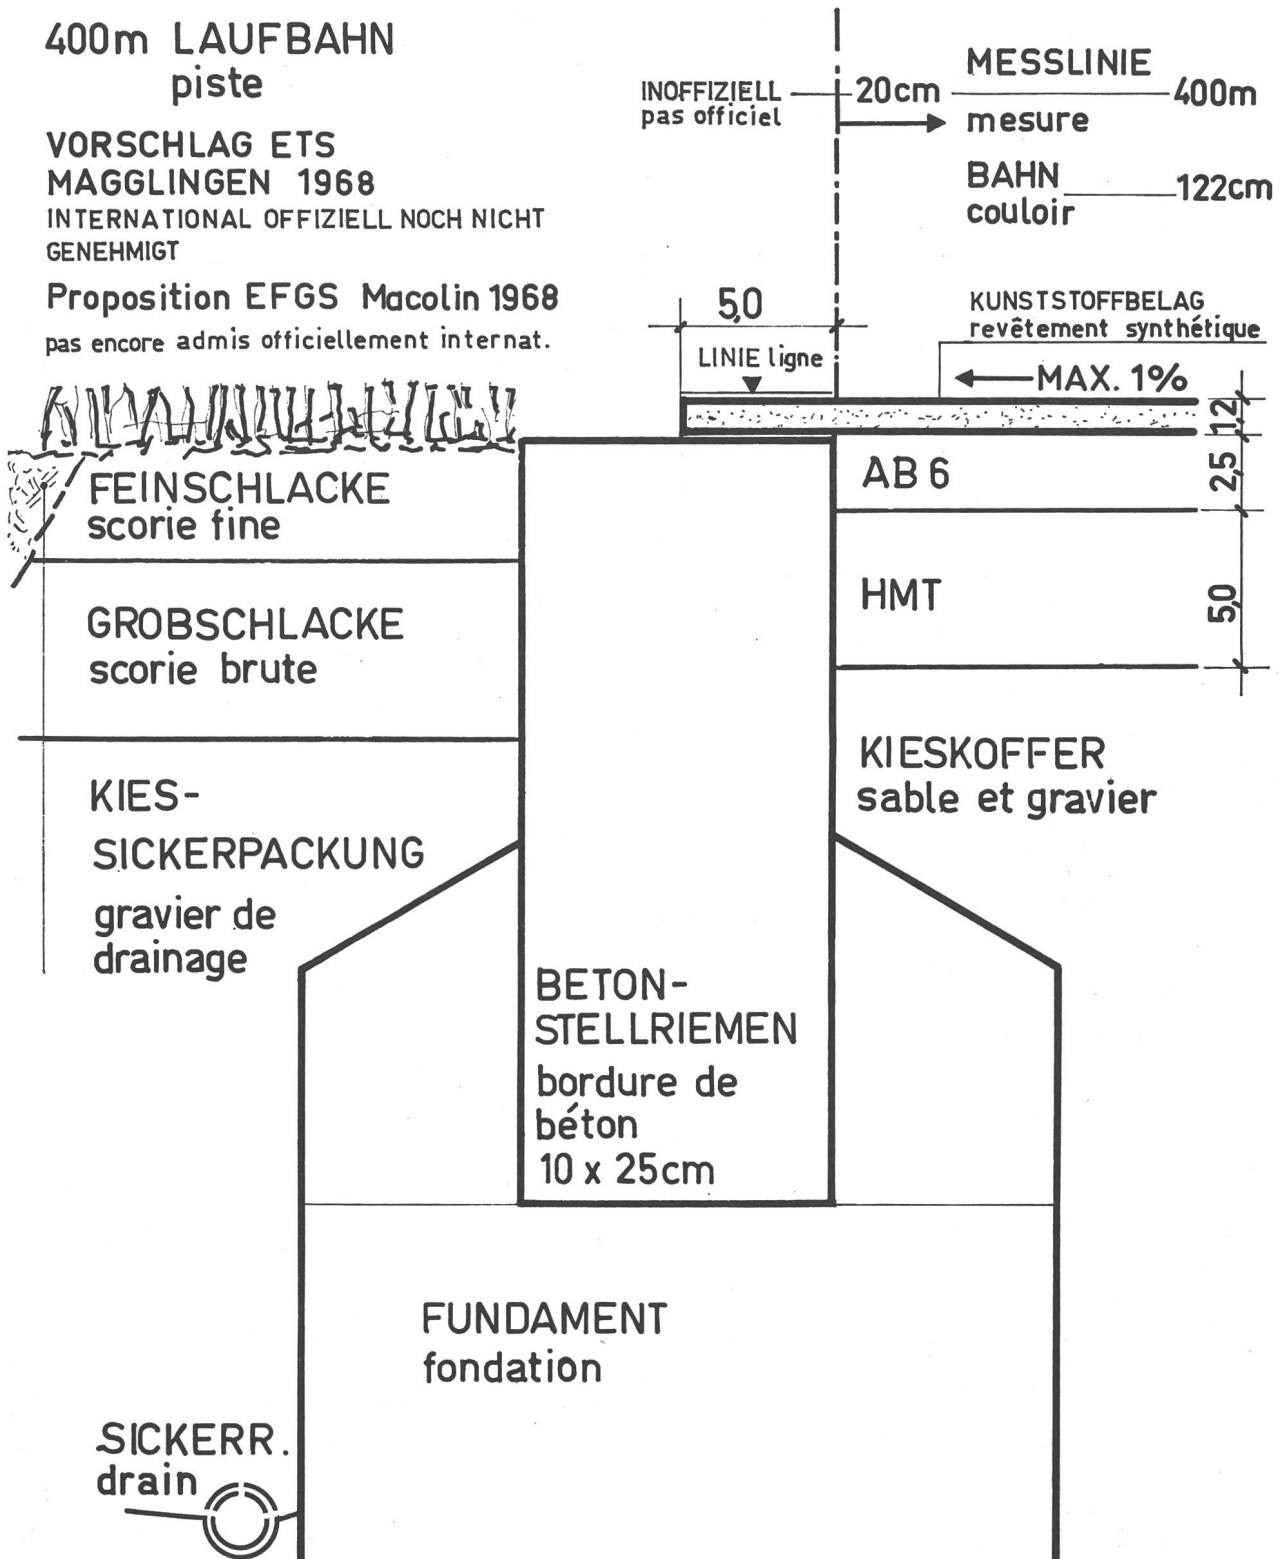 400m LAUFBAHN
piste
VORSCHLAG ETS
MAGGLINGEN 1968
INTERNATIONAL OFFIZIELL NOCH NICHT
GENEHMIGT
Proposition EFGS Macolin 1968
pas encore admis officiellement internat.
INOFFIZIELL
pas officiel
20cm
MESSLINIE
400m
mesure
BAHN
122cm
couloir
5,0
KUNSTSTOFFBELAG
revêtement synthétique
LINIE ligne
MAX. 1%
12
FEINSCHLACKE
scorie fine
AB 6
2,5
GROBSCHLACKE
scorie brute
HMT
5,0
KIES-
SICKERPACKUNG
gravier de
drainage
KIESKOFFER
sable et gravier
BETON-
STELLRIEMEN
bordure de
béton
10 x 25cm
FUNDAMENT
fondation
SICKERR.
drain